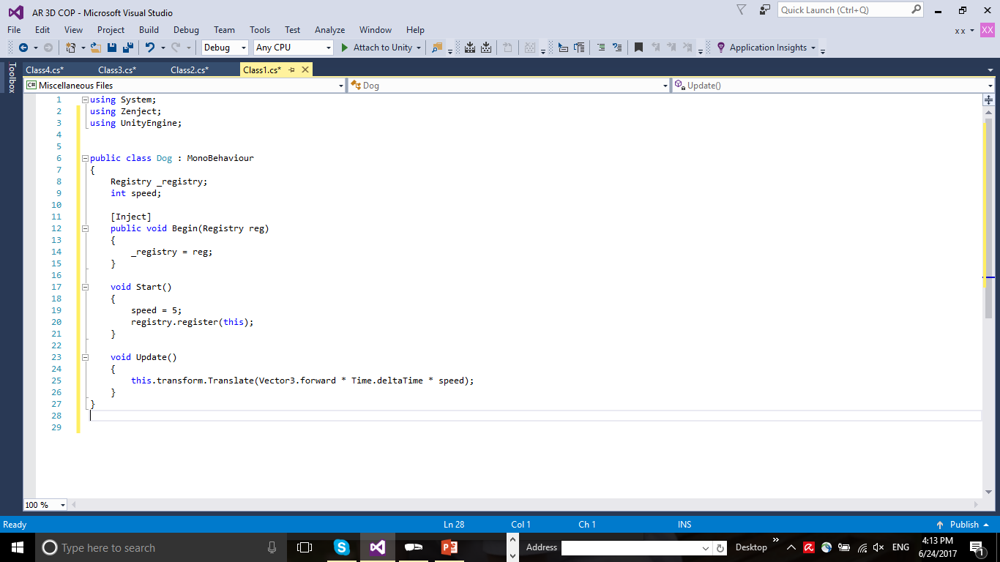 AR 3D COP - Microsoft Visual Studio
Quick Launch (Ctrl+Q)
File Edit View Project Build Debug Team Tools Test Analyze Window Help
x x XX
Debug Any CPU Attach to Unity Application Insights
Toolbox
Class4.cs* Class3.cs* Class2.cs* Class1.cs*
C# Miscellaneous Files Dog Update()
1 using System;
2 using Zenject;
3 using UnityEngine;
4
5
6 public class Dog : MonoBehaviour
7 {
8 Registry _registry;
9 int speed;
10
11 [Inject]
12 public void Begin(Registry reg)
13 {
14 _registry = reg;
15 }
16
17 void Start()
18 {
19 speed = 5;
20 registry.register(this);
21 }
22
23 void Update()
24 {
25 this.transform.Translate(Vector3.forward * Time.deltaTime * speed);
26 }
27 }
28
29
100 %
Ready Ln 28 Col 1 Ch 1 INS Publish
Type here to search Address Desktop ENG 4:13 PM
6/24/2017 1